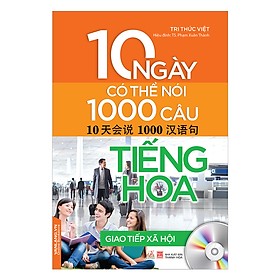 TRI THỨC VIỆT
Hiệu đính: TS. Phạm Xuân Thành
10 NGÀY
CÓ THỂ NÓI
1000 CÂU
10天会说 1000 汉语句
TIẾNG
HOA
GIAO TIẾP XÃ HỘI